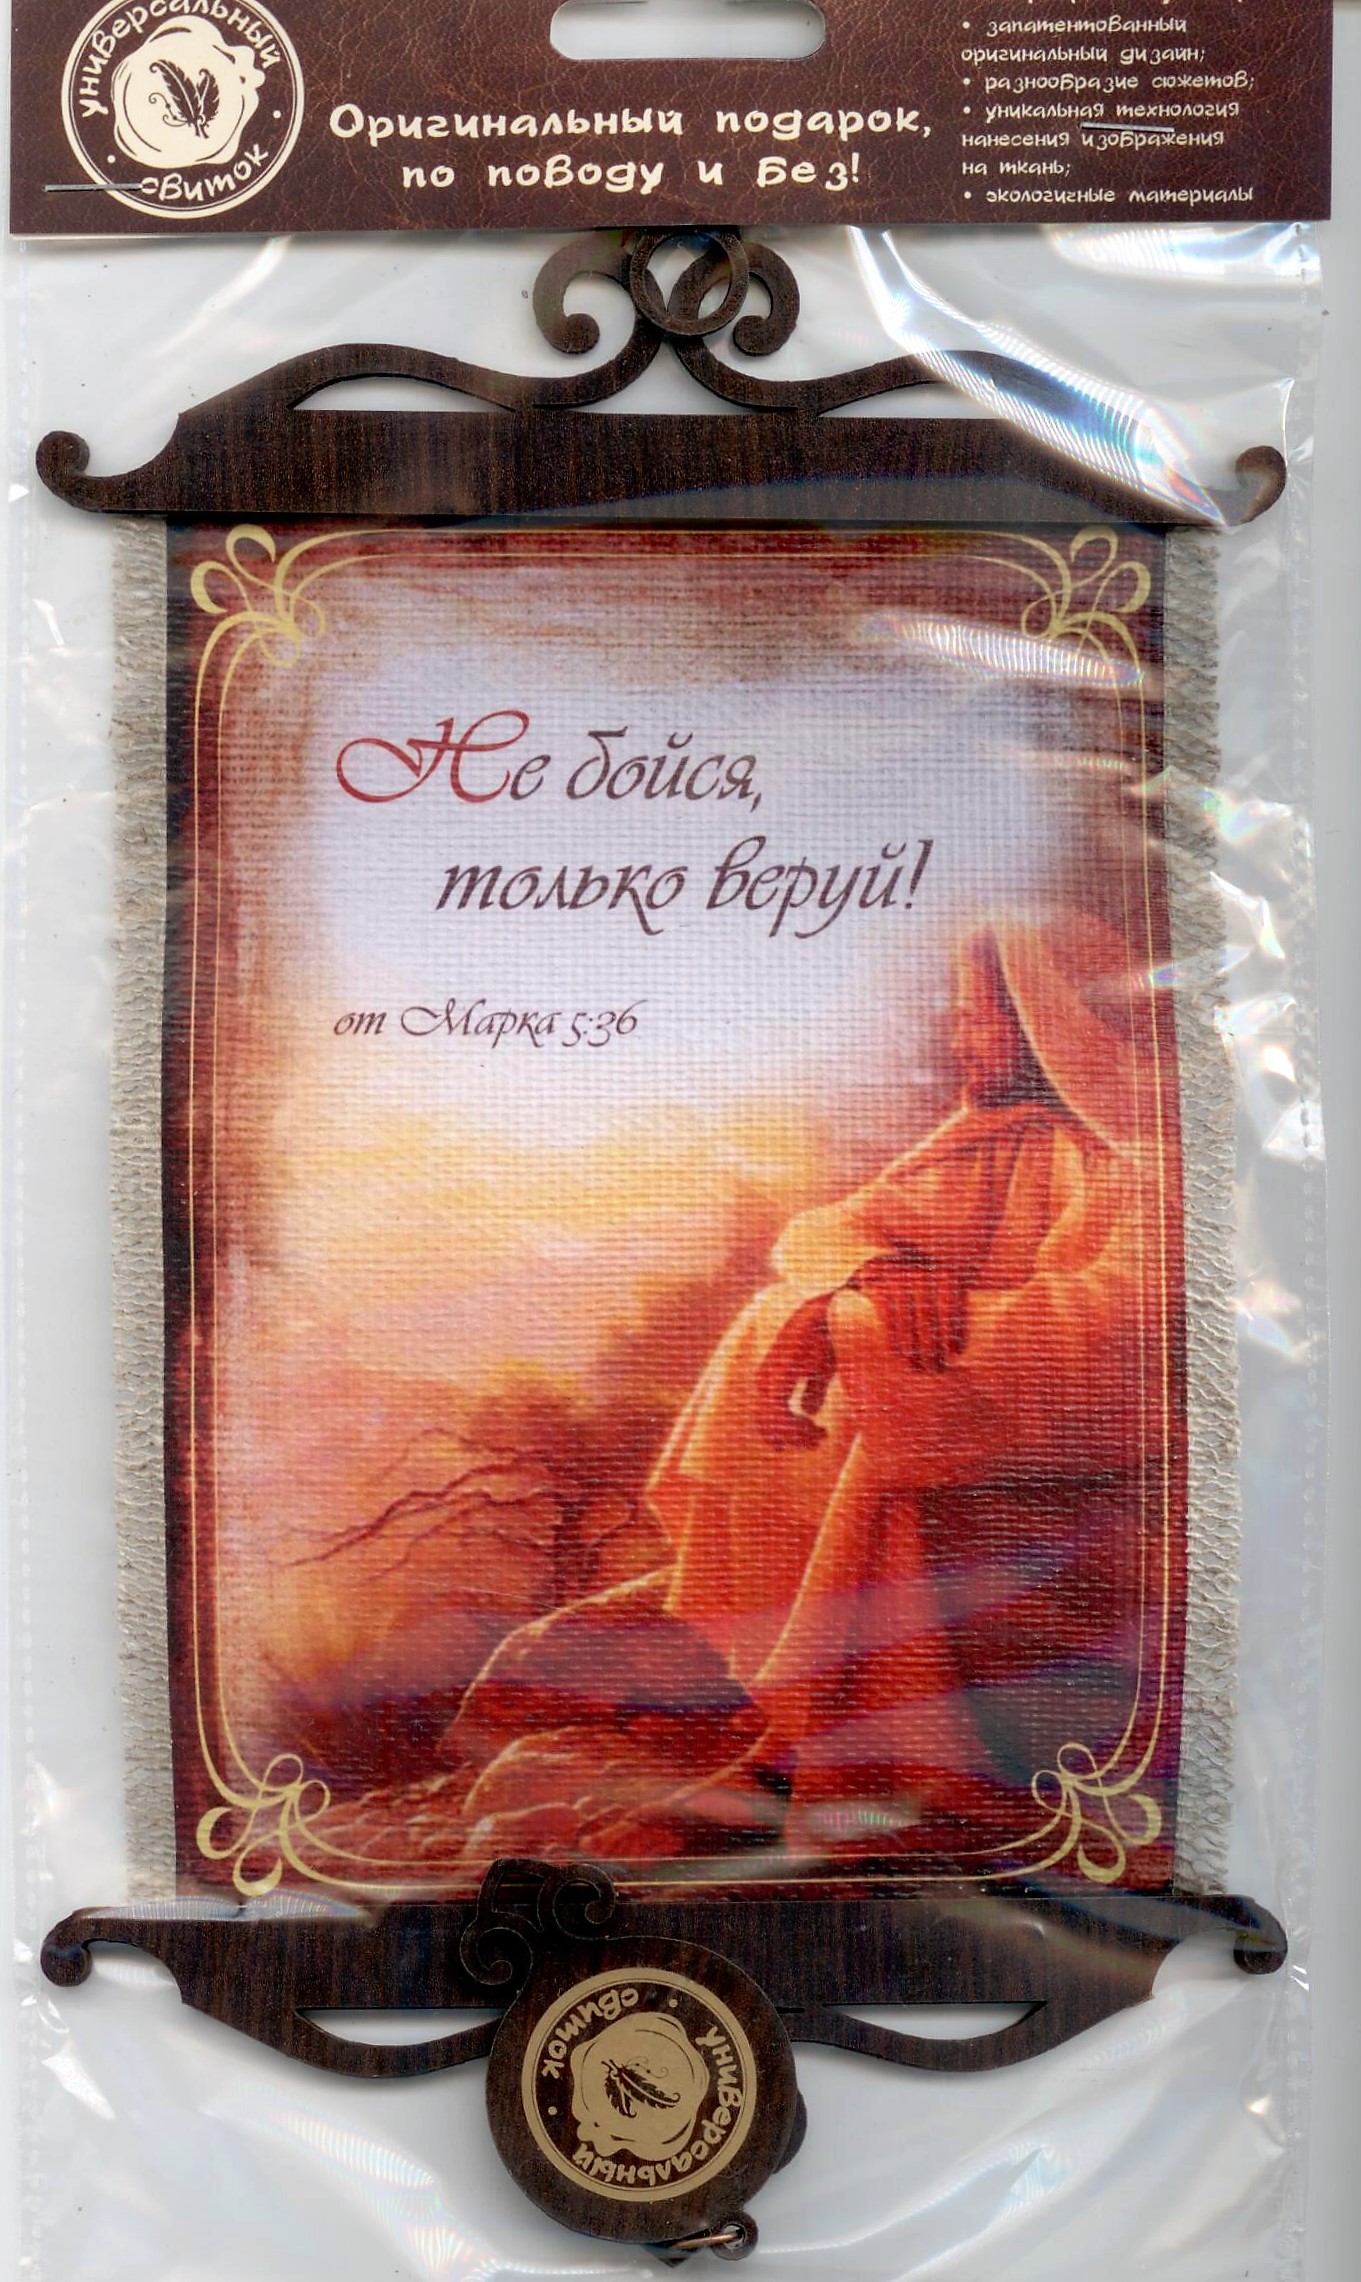 универсальный
свиток
Оригинальный подарок,
по поводу и без!
• запатентованный
оригинальный дизайн;
• разнообразие сюжетов;
• уникальная технология
нанесения изображения
на ткань;
• экологичные материалы
Не бойся,
только веруй!
от Марка 5:36
универсальный
свиток